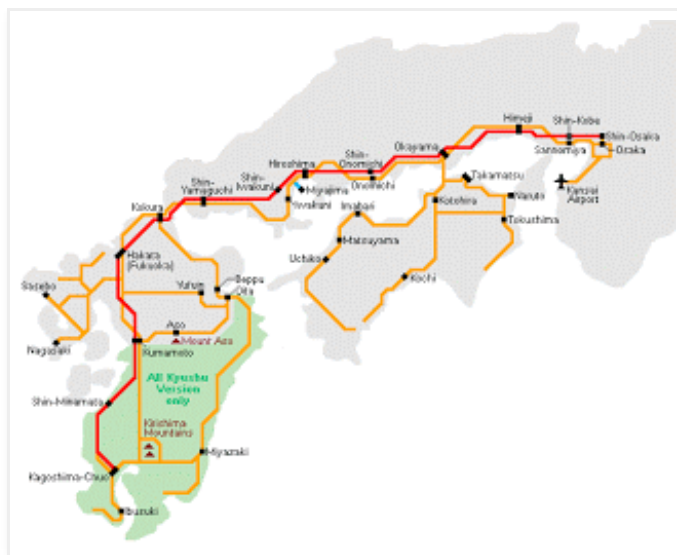 Himeji
Shin-Kobe
Shin-Osaka
Okayama
Sannomiya
Osaka
Shin-
Onomichi
Hiroshima
Takamatsu
Kansai
Airport
Shin-
Iwakuni
Miyajima
Onomichi
Naruto
Shin-
Yamaguchi
Iwakuni
Imabari
Kotohira
Tokushima
Kokura
Matsuyama
Hakata
(Fukuoka)
Uchiko
Kochi
Beppu
Oita
Sasebo
Yufuin
Aso
Mount Aso
Nagasaki
Kumamoto
All Kyushu
Version
only
Shin-Minamata
Kirishima
Mountains
Miyazaki
Kagoshima-Chuo
Ibusuki